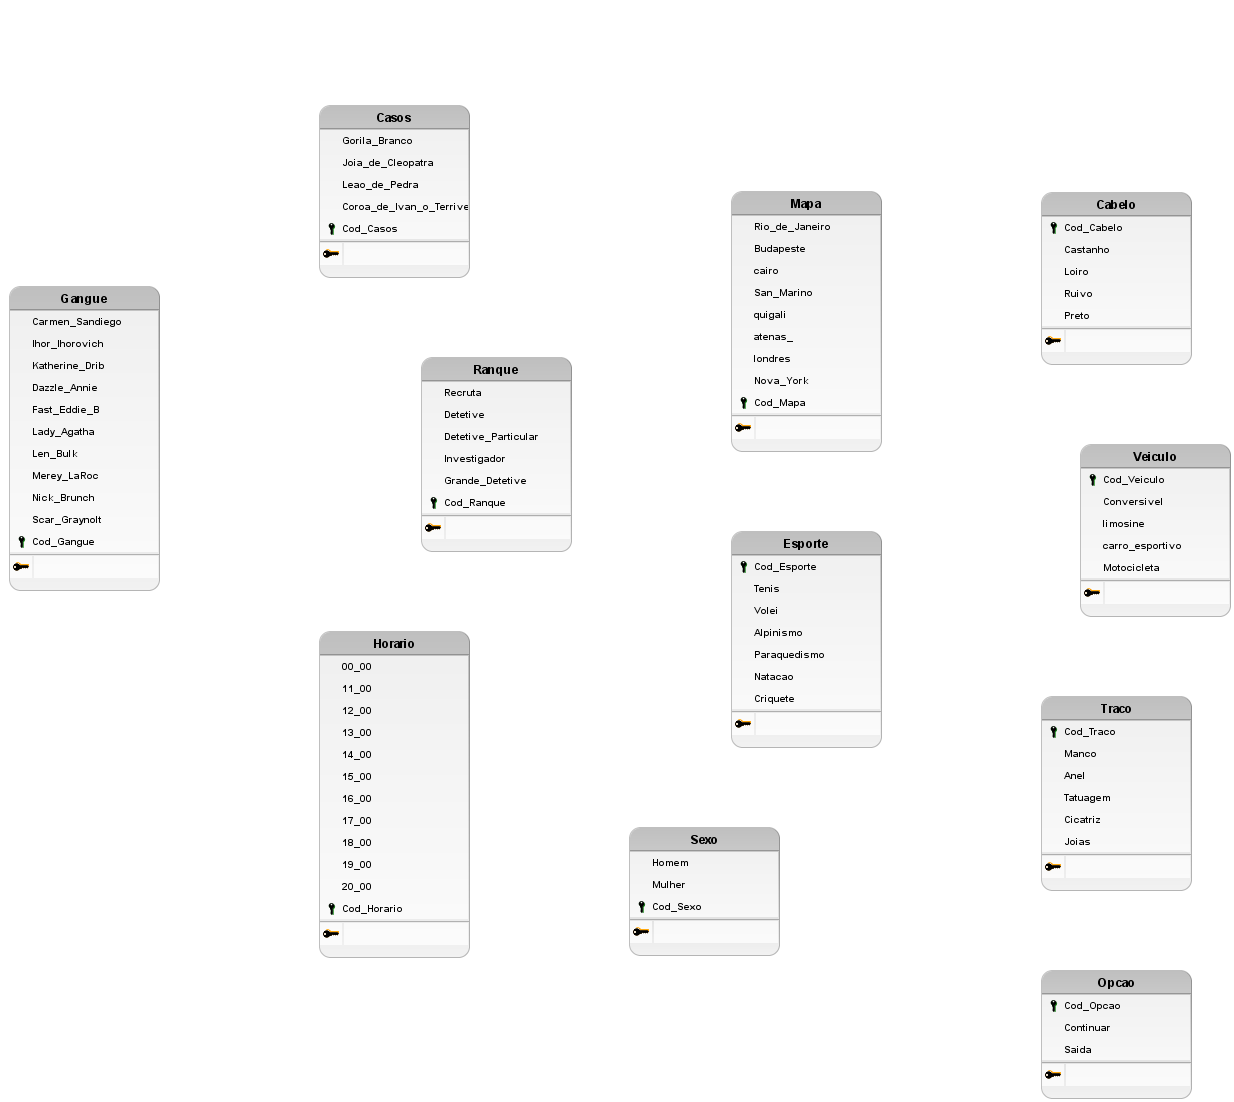 Casos
Gorila_Branco
Joia_de_Cleopatra
Leao_de_Pedra
Coroa_de_Ivan_o_Terrive
Cod_Casos
Gangue
Carmen_Sandiego
Ihor_Ihorovich
Katherine_Drib
Dazzle_Annie
Fast_Eddie_B
Lady_Agatha
Len_Bulk
Merey_LaRoc
Nick_Brunch
Scar_Graynolt
Cod_Gangue
Ranque
Recruta
Detetive
Detetive_Particular
Investigador
Grande_Detetive
Cod_Ranque
Horario
00_00
11_00
12_00
13_00
14_00
15_00
16_00
17_00
18_00
19_00
20_00
Cod_Horario
Mapa
Rio_de_Janeiro
Budapeste
cairo
San_Marino
quigali
atenas_
londres
Nova_York
Cod_Mapa
Esporte
Cod_Esporte
Tenis
Volei
Alpinismo
Paraquedismo
Natacao
Criquete
Sexo
Homem
Mulher
Cod_Sexo
Cabelo
Cod_Cabelo
Castanho
Loiro
Ruivo
Preto
Veiculo
Cod_Veiculo
Conversivel
limosine
carro_esportivo
Motocicleta
Traco
Cod_Traco
Manco
Anel
Tatuagem
Cicatriz
Joias
Opcao
Cod_Opcao
Continuar
Saida